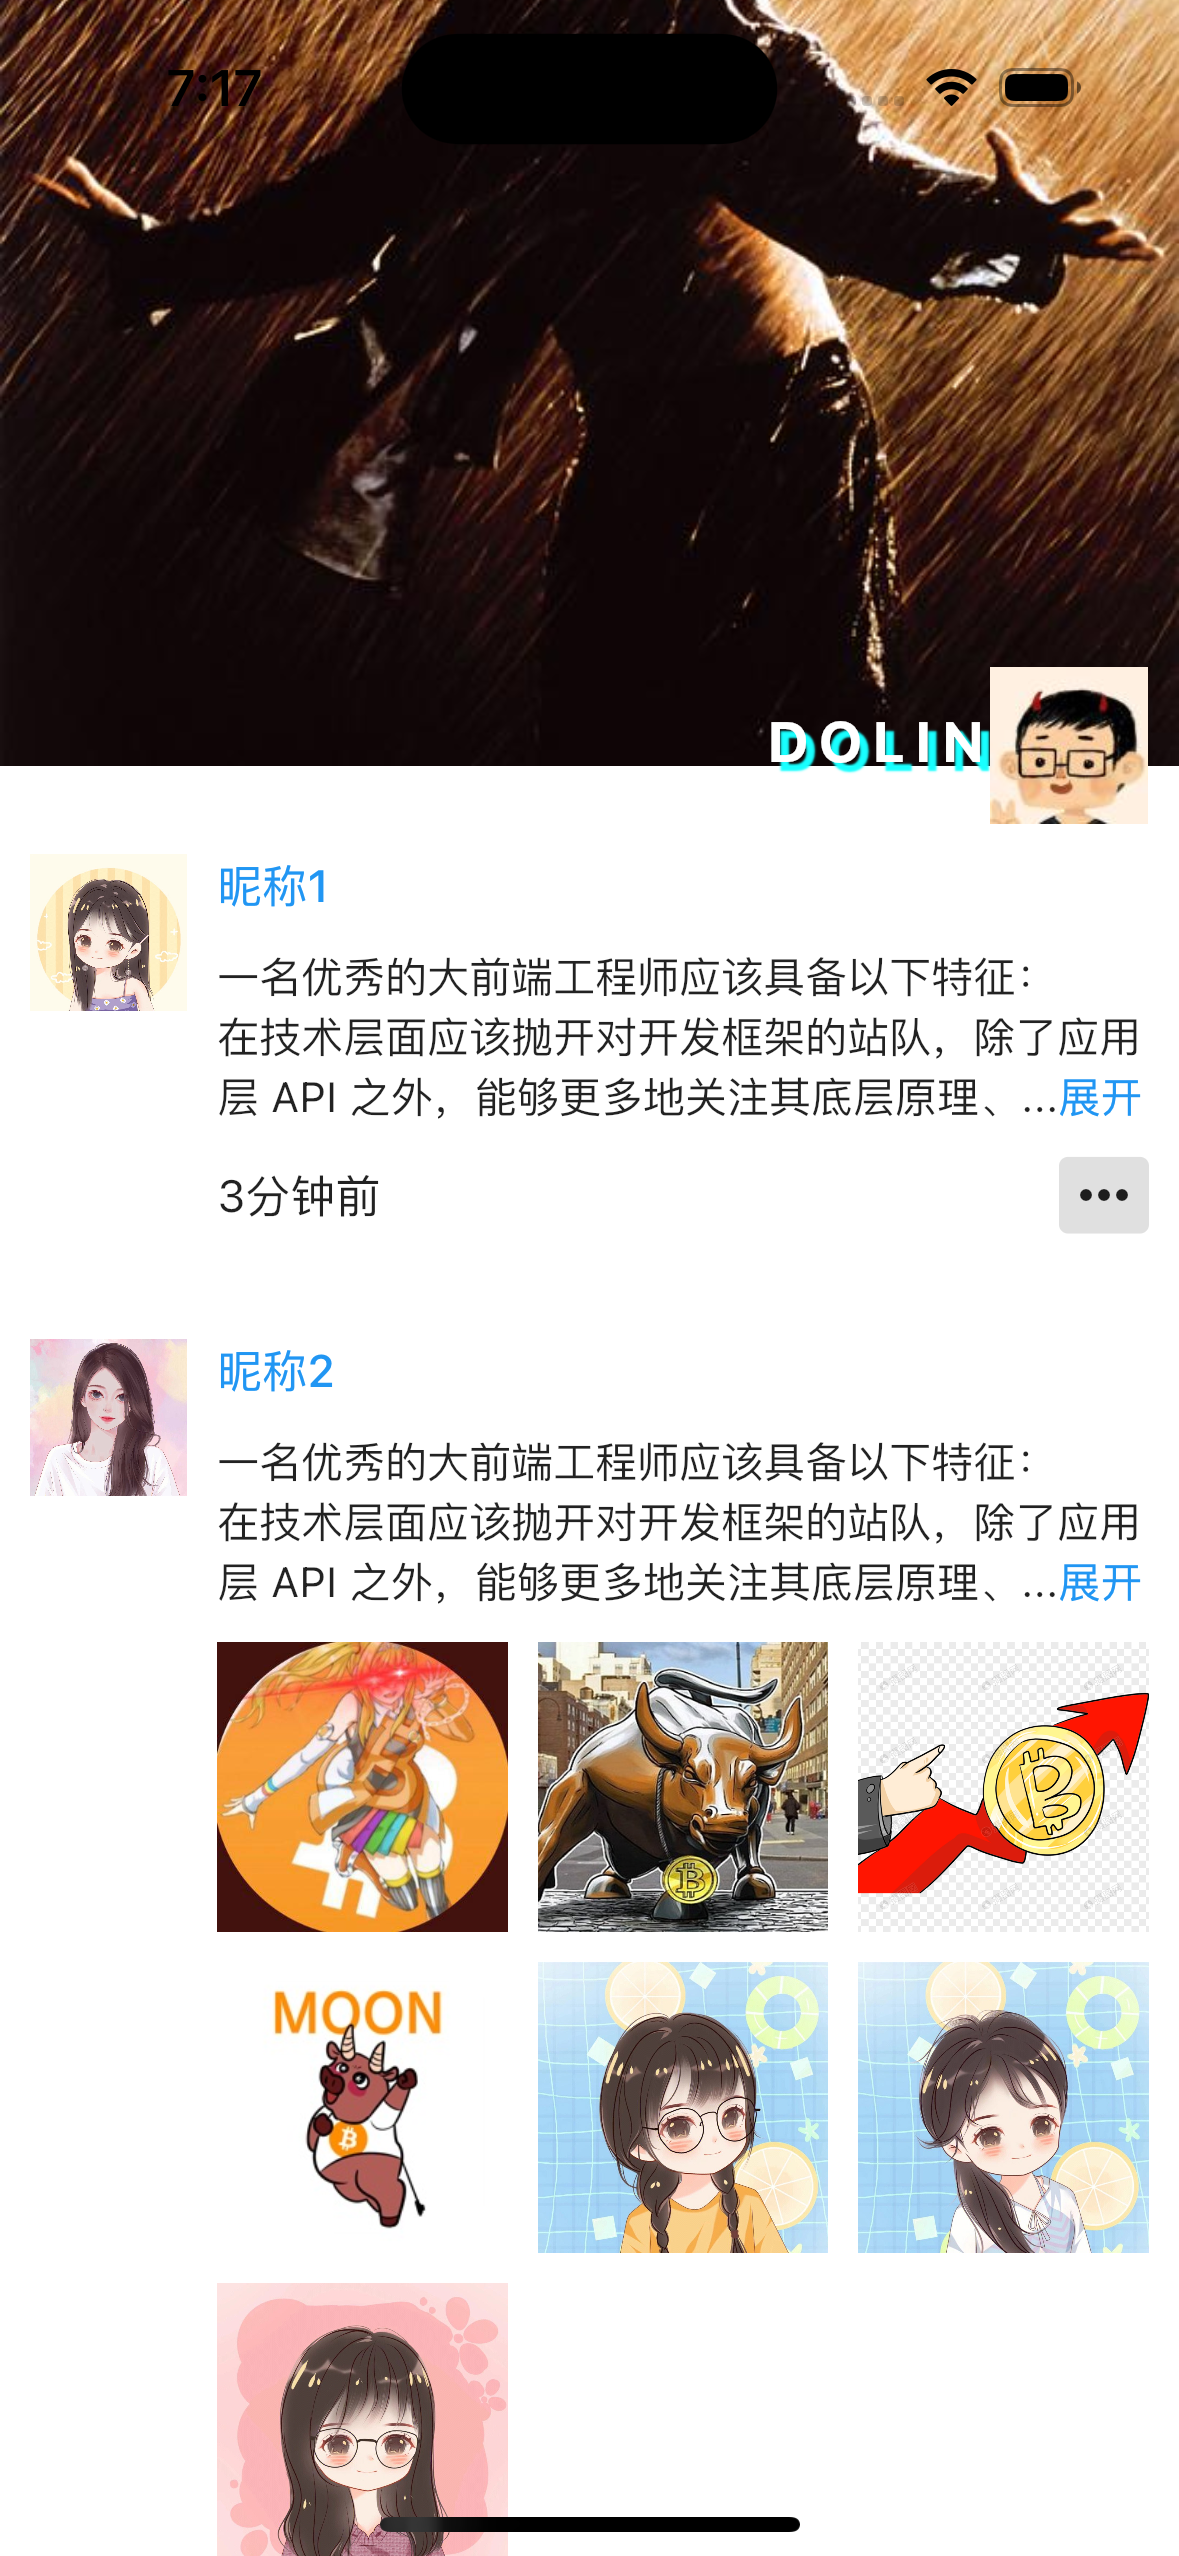 7:17
DOLIN
昵称1
一名优秀的大前端工程师应该具备以下特征：
在技术层面应该抛开对开发框架的站队，除了应用
层 API 之外，能够更多地关注其底层原理、...展开
3分钟前
昵称2
一名优秀的大前端工程师应该具备以下特征：
在技术层面应该抛开对开发框架的站队，除了应用
层 API 之外，能够更多地关注其底层原理、...展开
MOON